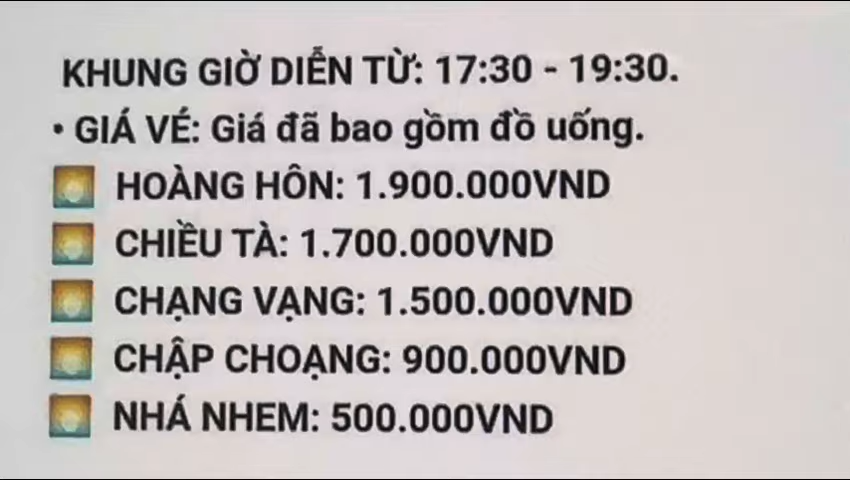 KHUNG GIỜ DIỄN TỪ: 17:30 - 19:30.
• GIÁ VÉ: Giá đã bao gồm đồ uống.
HOÀNG HÔN: 1.900.000VND
CHIỀU TÀ: 1.700.000VND
CHẠNG VẠNG: 1.500.000VND
CHẬP CHOẠNG: 900.000VND
NHÁ NHEM: 500.000VND